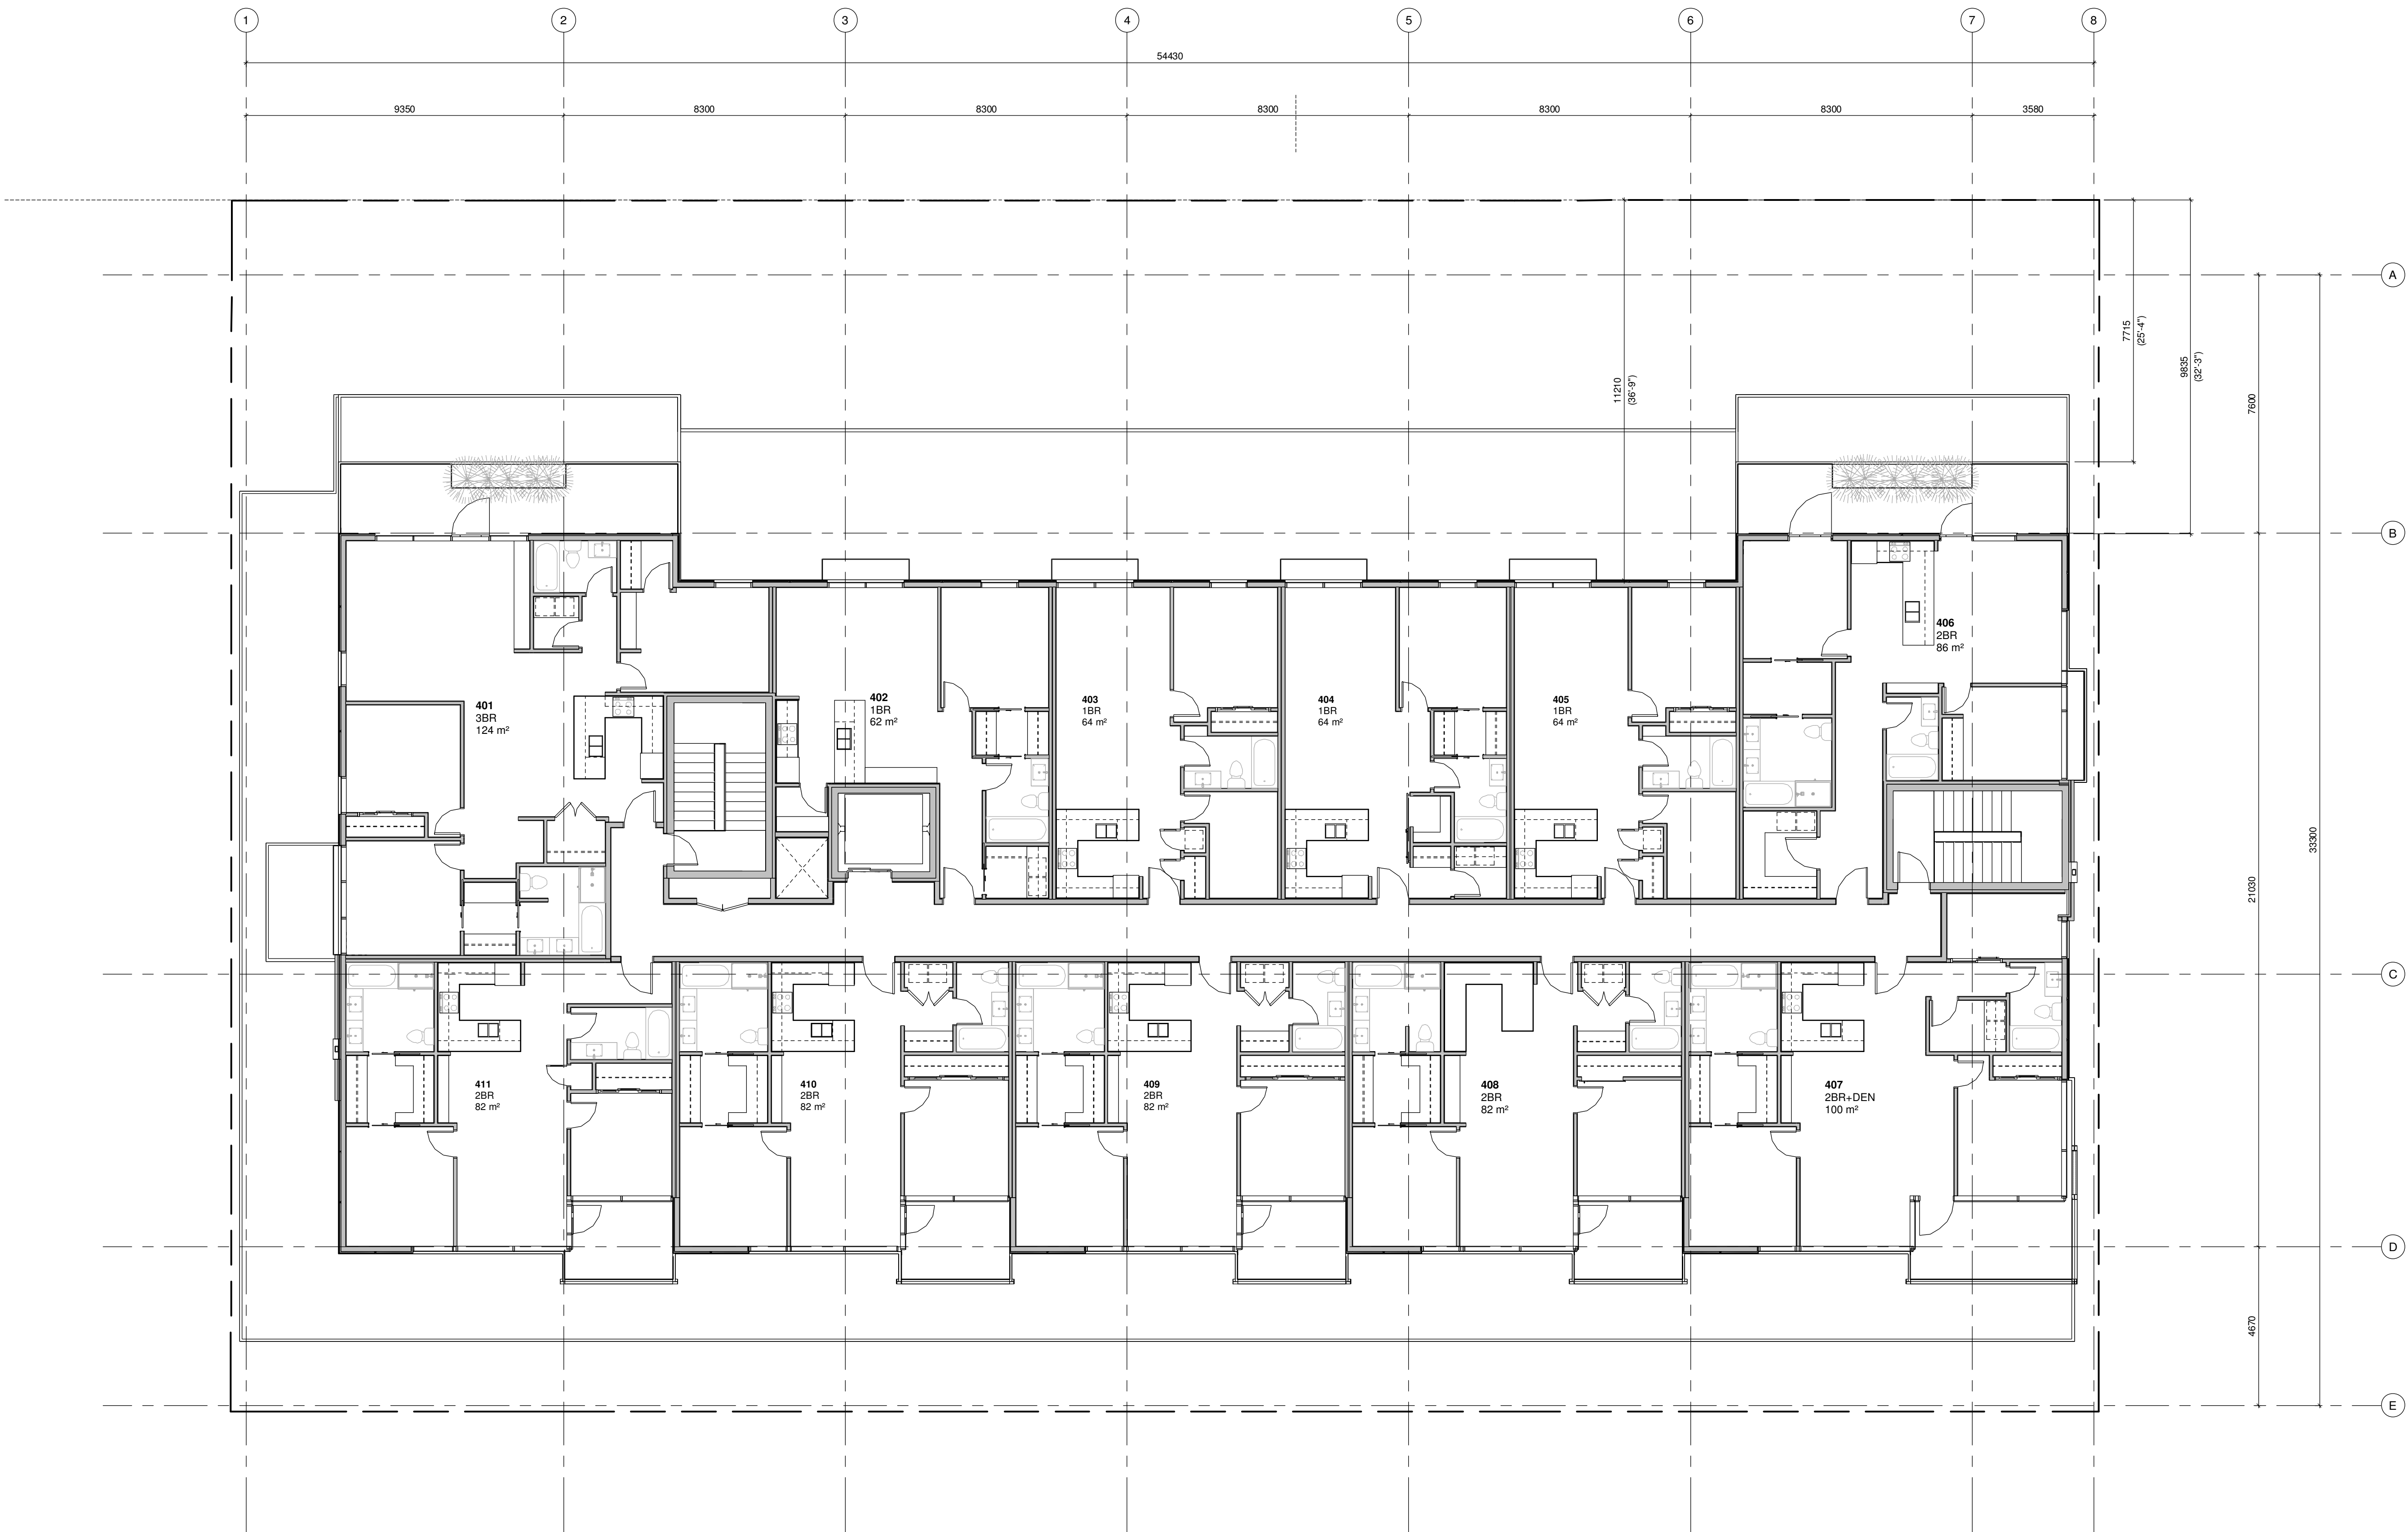 1
2
3
4
5
6
7
8
54430
9350
8300
8300
8300
8300
8300
3580
A
7715
(25'-4")
9835
(32'-3")
11210
(36'-9")
7600
B
406
2BR
86 m²
401
3BR
124 m²
402
1BR
62 m²
403
1BR
64 m²
404
1BR
64 m²
405
1BR
64 m²
33300
21030
C
411
2BR
82 m²
410
2BR
82 m²
409
2BR
82 m²
408
2BR
82 m²
407
2BR+DEN
100 m²
D
4670
E